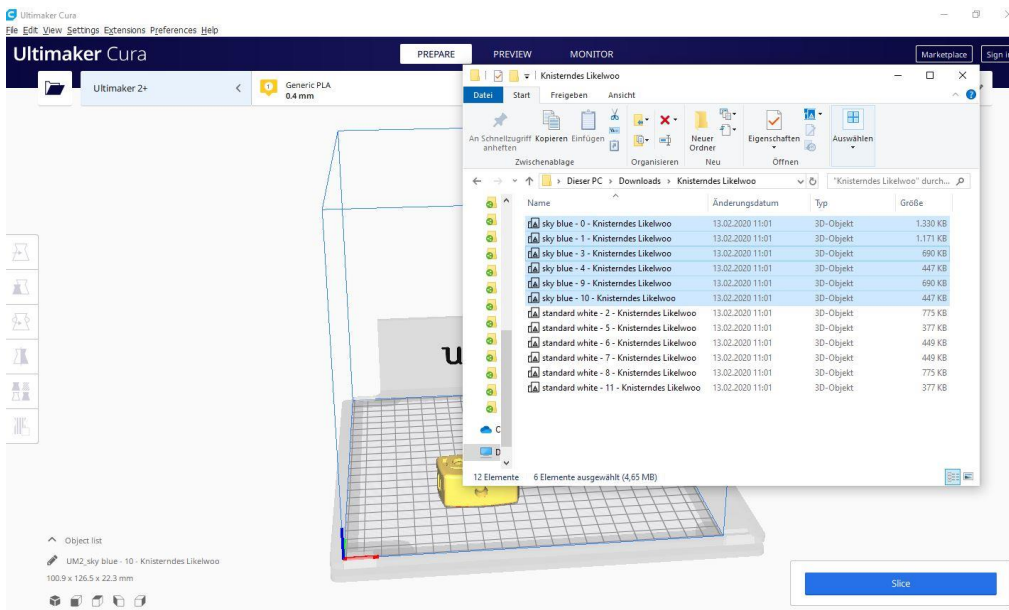 Ultimaker Cura
File Edit View Settings Extensions Preferences Help
Ultimaker Cura PREPARE PREVIEW MONITOR Marketplace Sign i
Ultimaker 2+ 1 Generic PLA
0.4 mm
Knisterndes Likelwoo
Datei Start Freigeben Ansicht
An Schnellzugriff anheften Kopieren Einfügen Neuer Ordner Eigenschaften Auswählen
Zwischenablage Organisieren Neu Öffnen
Dieser PC > Downloads > Knisterndes Likelwoo "Knisterndes Likelwoo" durch...
Name Änderungsdatum Typ Größe
sky blue - 0 - Knisterndes Likelwoo 13.02.2020 11:01 3D-Objekt 1.330 KB
sky blue - 1 - Knisterndes Likelwoo 13.02.2020 11:01 3D-Objekt 1.171 KB
sky blue - 3 - Knisterndes Likelwoo 13.02.2020 11:01 3D-Objekt 690 KB
sky blue - 4 - Knisterndes Likelwoo 13.02.2020 11:01 3D-Objekt 447 KB
sky blue - 9 - Knisterndes Likelwoo 13.02.2020 11:01 3D-Objekt 690 KB
sky blue - 10 - Knisterndes Likelwoo 13.02.2020 11:01 3D-Objekt 447 KB
standard white - 2 - Knisterndes Likelwoo 13.02.2020 11:01 3D-Objekt 775 KB
standard white - 5 - Knisterndes Likelwoo 13.02.2020 11:01 3D-Objekt 377 KB
standard white - 6 - Knisterndes Likelwoo 13.02.2020 11:01 3D-Objekt 449 KB
standard white - 7 - Knisterndes Likelwoo 13.02.2020 11:01 3D-Objekt 449 KB
standard white - 8 - Knisterndes Likelwoo 13.02.2020 11:01 3D-Objekt 775 KB
standard white - 11 - Knisterndes Likelwoo 13.02.2020 11:01 3D-Objekt 377 KB
u
C
D
12 Elemente 6 Elemente ausgewählt (4,65 MB)
Object list
UM2_sky blue - 10 - Knisterndes Likelwoo
100.9 x 126.5 x 22.3 mm
Slice